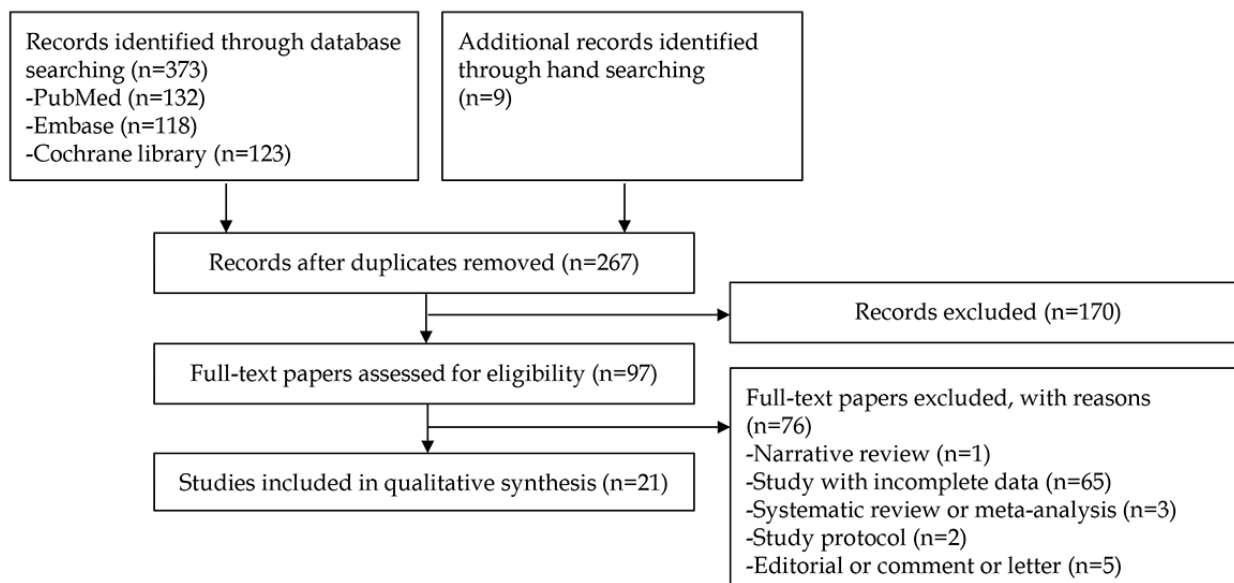 Records identified through database
searching (n=373)
-PubMed (n=132)
-Embase (n=118)
-Cochrane library (n=123)
Additional records identified
through hand searching
(n=9)
Records after duplicates removed (n=267)
Records excluded (n=170)
Full-text papers assessed for eligibility (n=97)
Full-text papers excluded, with reasons
(n=76)
-Narrative review (n=1)
-Study with incomplete data (n=65)
-Systematic review or meta-analysis (n=3)
-Study protocol (n=2)
-Editorial or comment or letter (n=5)
Studies included in qualitative synthesis (n=21)